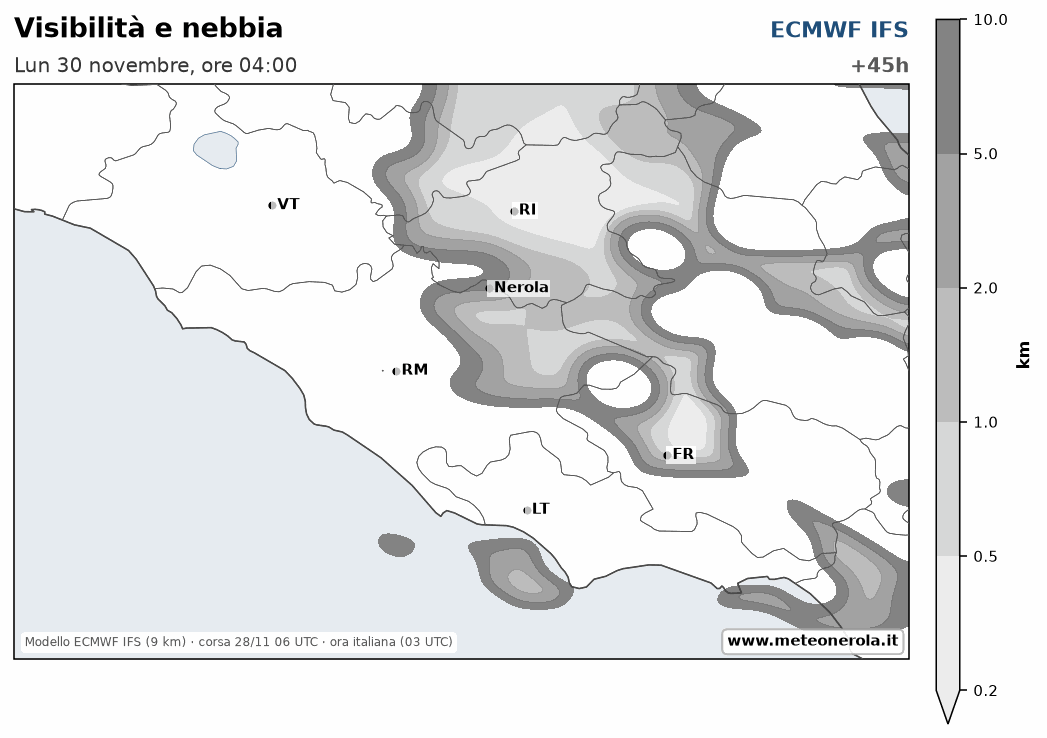 Visibilità e nebbia
ECMWF IFS
Lun 30 novembre, ore 04:00
+45h
10.0
5.0
2.0
1.0
0.5
0.2
km
VT
RI
Nerola
RM
FR
LT
Modello ECMWF IFS (9 km) · corsa 28/11 06 UTC · ora italiana (03 UTC)
www.meteonerola.it